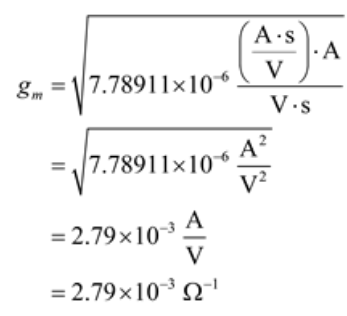 g_m = √(7.78911×10⁻⁶ ((A·s / V)·A) / (V·s))
= √(7.78911×10⁻⁶ A² / V²)
= 2.79×10⁻³ A / V
= 2.79×10⁻³ Ω⁻¹